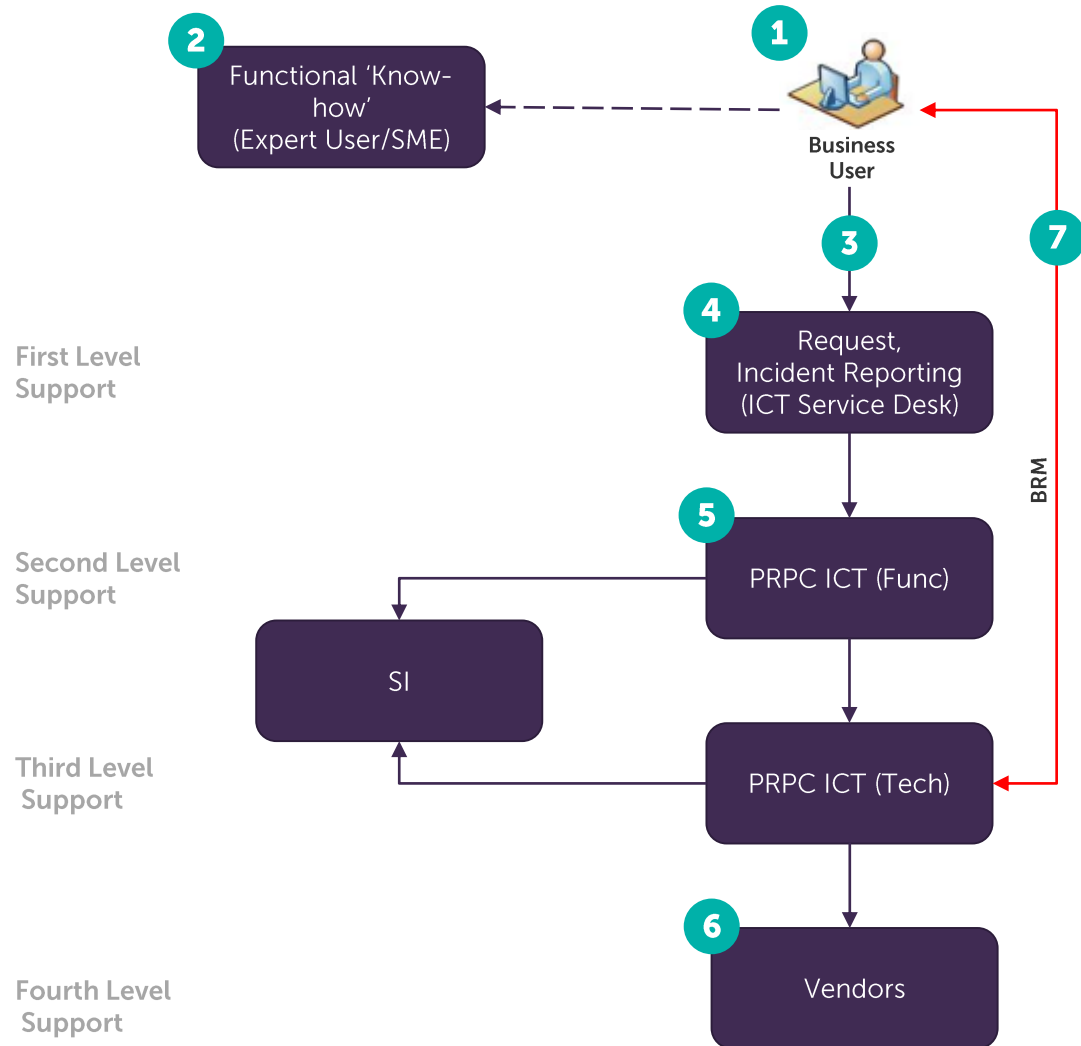 2
Functional ‘Know-
how’
(Expert User/SME)
1
Business
User
3
7
4
Request,
Incident Reporting
(ICT Service Desk)
First Level
Support
BRM
5
PRPC ICT (Func)
Second Level
Support
SI
PRPC ICT (Tech)
Third Level
Support
6
Vendors
Fourth Level
Support